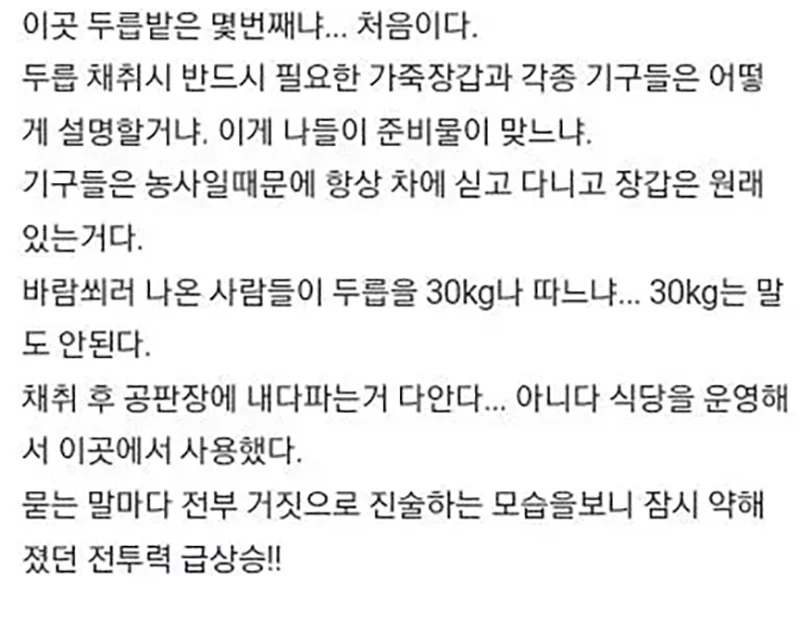 이곳 두릅밭은 몇번째냐... 처음이다.
두릅 채취시 반드시 필요한 가죽장갑과 각종 기구들은 어떻
게 설명할거냐. 이게 나들이 준비물이 맞느냐.
기구들은 농사일때문에 항상 차에 싣고 다니고 장갑은 원래
있는거다.
바람쐬러 나온 사람들이 두릅을 30kg나 따느냐... 30kg는 말
도 안된다.
채취 후 공판장에 내다파는거 다안다... 아니다 식당을 운영해
서 이곳에서 사용했다.
묻는 말마다 전부 거짓으로 진술하는 모습을보니 잠시 약해
졌던 전투력 급상승!!